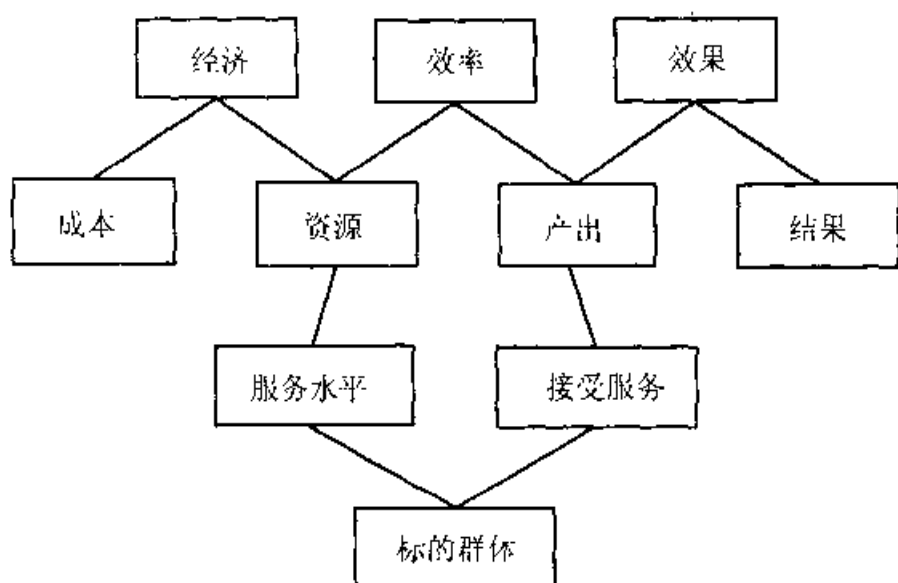 经济
效率
效果
成本
资源
产出
结果
服务水平
接受服务
标的群体